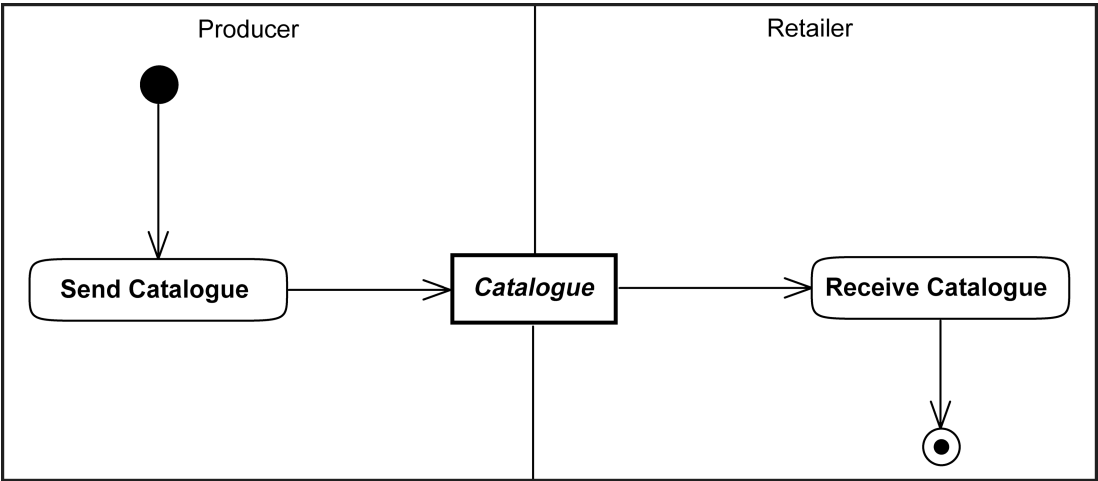 Producer
Retailer
Send Catalogue
Catalogue
Receive Catalogue